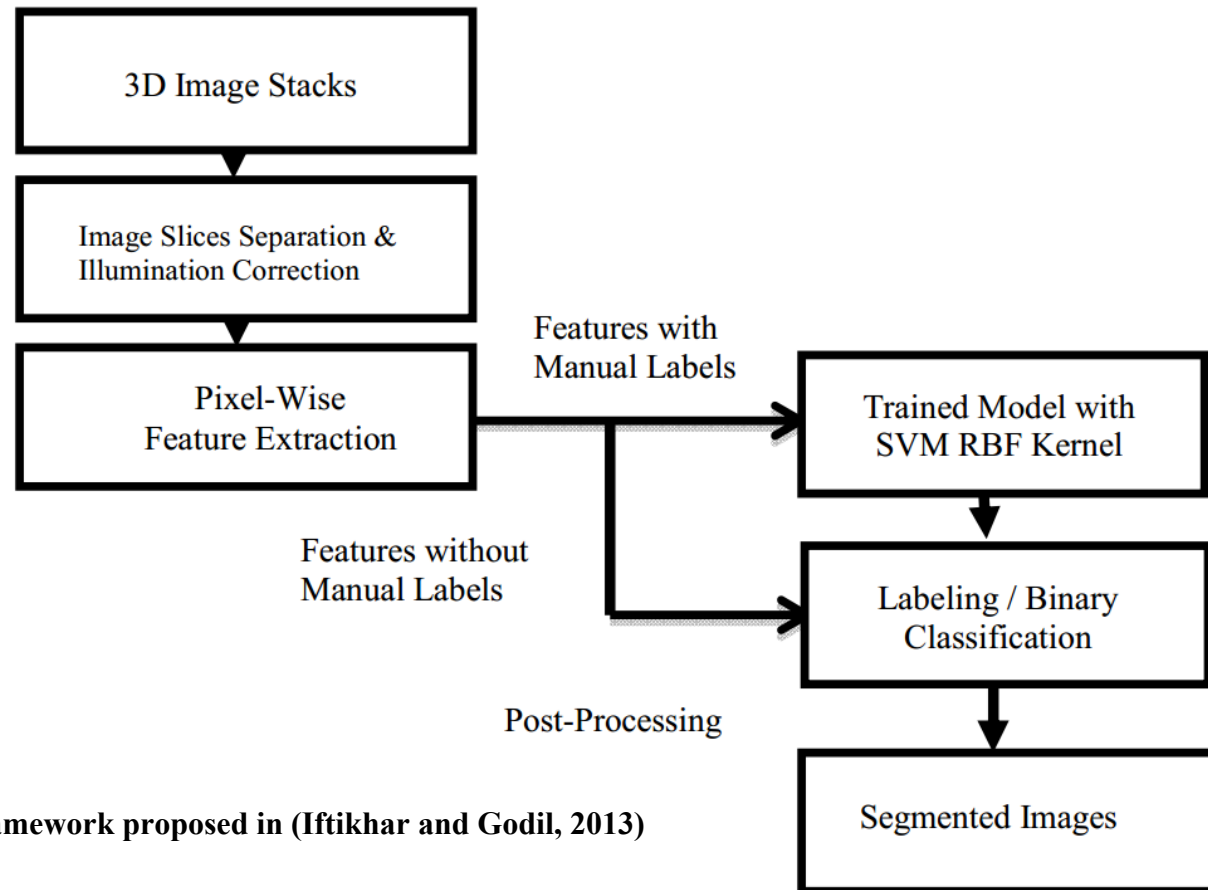 3D Image Stacks
Image Slices Separation &
Illumination Correction
Pixel-Wise
Feature Extraction
Features with
Manual Labels
Trained Model with
SVM RBF Kernel
Features without
Manual Labels
Labeling / Binary
Classification
Post-Processing
Segmented Images
amework proposed in (Iftikhar and Godil, 2013)